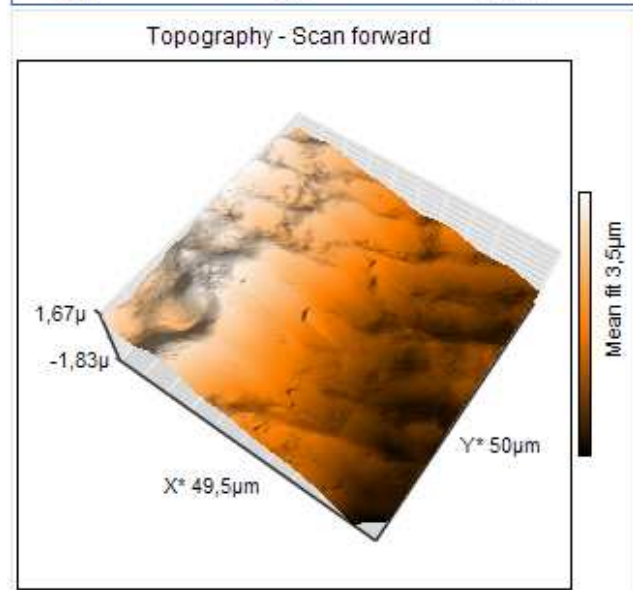 Topography - Scan forward
1,67µ
-1,83µ
X* 49,5µm
Y* 50µm
Mean fit 3,5µm